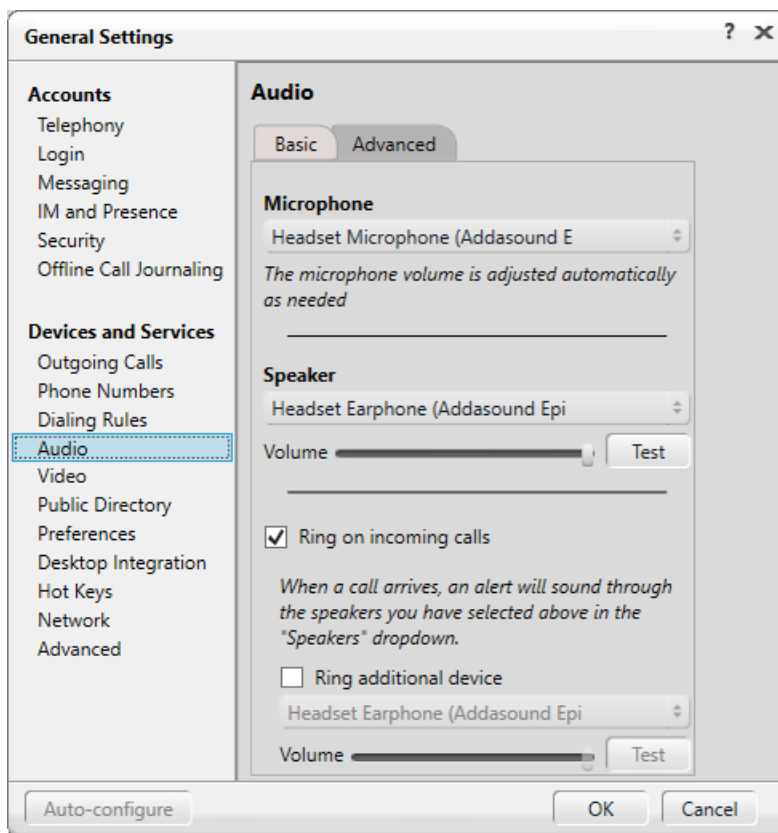 General Settings
?
Accounts
Telephony
Login
Messaging
IM and Presence
Security
Offline Call Journaling
Devices and Services
Outgoing Calls
Phone Numbers
Dialing Rules
Audio
Video
Public Directory
Preferences
Desktop Integration
Hot Keys
Network
Advanced
Audio
Basic
Advanced
Microphone
Headset Microphone (Addasound E
The microphone volume is adjusted automatically
as needed
Speaker
Headset Earphone (Addasound Epi
Volume
Test
Ring on incoming calls
When a call arrives, an alert will sound through
the speakers you have selected above in the
"Speakers" dropdown.
Ring additional device
Headset Earphone (Addasound Epi
Volume
Test
Auto-configure
OK
Cancel